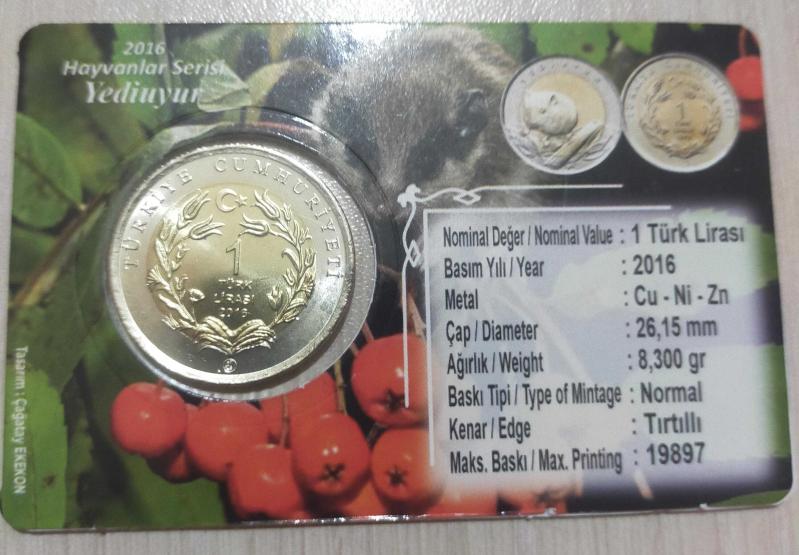 2016
Hayvanlar Serisi
Yediuyur
TÜRKİYE CUMHURİYETİ
1
TÜRK
LİRASI
2016
1
Nominal Değer / Nominal Value : 1 Türk Lirası
Basım Yılı / Year : 2016
Metal : Cu - Ni - Zn
Çap / Diameter : 26,15 mm
Ağırlık / Weight : 8,300 gr
Baskı Tipi / Type of Mintage : Normal
Kenar / Edge : Tırtıllı
Maks. Baskı / Max. Printing : 19897
Tasarım : Çağatay EKEKON